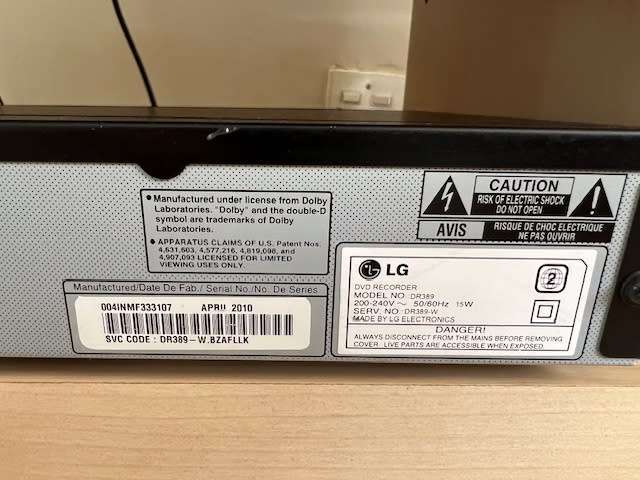 ● Manufactured under license from Dolby
Laboratories. "Dolby" and the double-D
symbol are trademarks of Dolby
Laboratories.
● APPARATUS CLAIMS OF U.S. Patent Nos.
4,631,603, 4,577,216, 4,819,098, and
4,907,093 LICENSED FOR LIMITED
VIEWING USES ONLY.
CAUTION
RISK OF ELECTRIC SHOCK
DO NOT OPEN
AVIS
RISQUE DE CHOC ELECTRIQUE
NE PAS OUVRIR
Manufactured/Date De Fab./ Serial No./No. De Series
004INMF333107 APRIL 2010
SVC CODE : DR389-W.BZAFLLK
LG
DVD RECORDER
MODEL NO. DR389
200-240V ~ 50/60Hz 15W
SERV. NO: DR389-W
MADE BY LG ELECTRONICS
2
DANGER!
ALWAYS DISCONNECT FROM THE MAINS BEFORE REMOVING
COVER. LIVE PARTS ARE ACCESSIBLE WHEN EXPOSED.